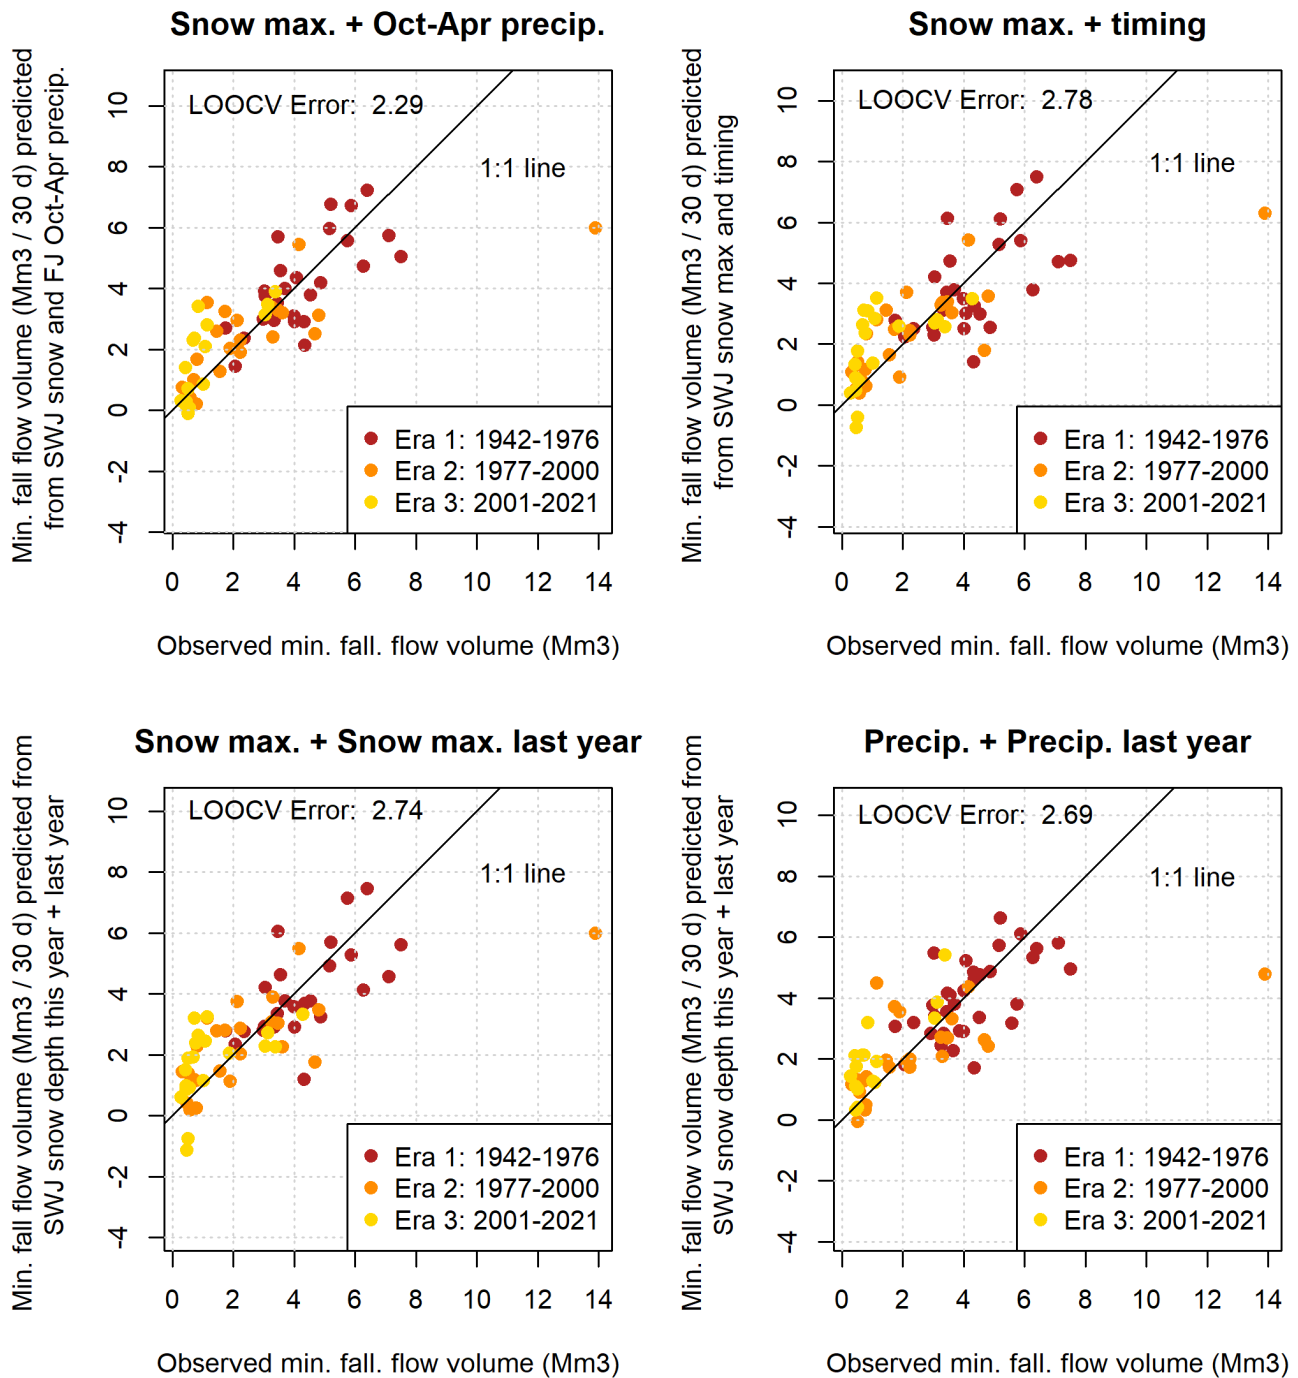 Snow max. + Oct-Apr precip.
Min. fall flow volume (Mm3 / 30 d) predicted
from SWJ snow and FJ Oct-Apr precip.
10
8
6
4
2
0
-2
-4
LOOCV Error: 2.29
1:1 line
Era 1: 1942-1976
Era 2: 1977-2000
Era 3: 2001-2021
0 2 4 6 8 10 12 14
Observed min. fall. flow volume (Mm3)
Snow max. + timing
Min. fall flow volume (Mm3 / 30 d) predicted
from SWJ snow max and timing
10
8
6
4
2
0
-2
-4
LOOCV Error: 2.78
1:1 line
Era 1: 1942-1976
Era 2: 1977-2000
Era 3: 2001-2021
0 2 4 6 8 10 12 14
Observed min. fall. flow volume (Mm3)
Snow max. + Snow max. last year
Min. fall flow volume (Mm3 / 30 d) predicted from
SWJ snow depth this year + last year
10
8
6
4
2
0
-2
-4
LOOCV Error: 2.74
1:1 line
Era 1: 1942-1976
Era 2: 1977-2000
Era 3: 2001-2021
0 2 4 6 8 10 12 14
Observed min. fall. flow volume (Mm3)
Precip. + Precip. last year
Min. fall flow volume (Mm3 / 30 d) predicted from
SWJ snow depth this year + last year
10
8
6
4
2
0
-2
-4
LOOCV Error: 2.69
1:1 line
Era 1: 1942-1976
Era 2: 1977-2000
Era 3: 2001-2021
0 2 4 6 8 10 12 14
Observed min. fall. flow volume (Mm3)